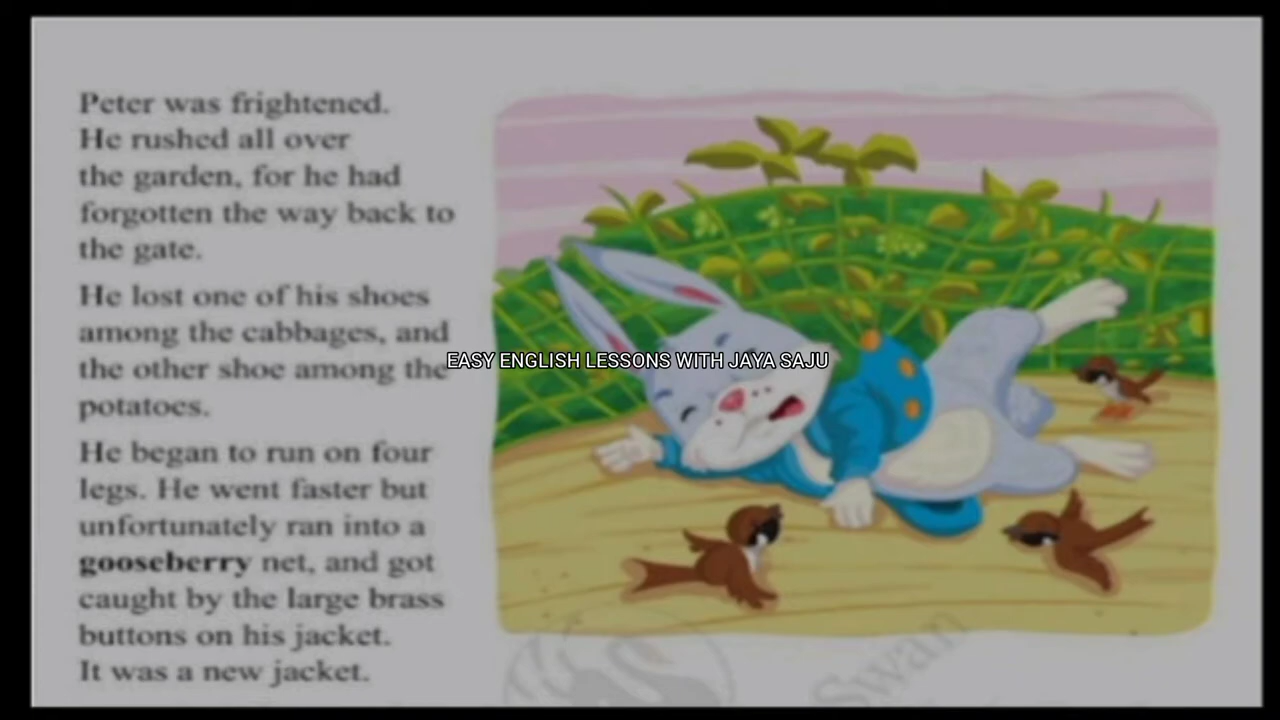 Peter was frightened.
He rushed all over
the garden, for he had
forgotten the way back to
the gate.
He lost one of his shoes
among the cabbages, and
the other shoe among the
potatoes.
He began to run on four
legs. He went faster but
unfortunately ran into a
gooseberry net, and got
caught by the large brass
buttons on his jacket.
It was a new jacket.
EASY ENGLISH LESSONS WITH JAYA SAJU
Swan